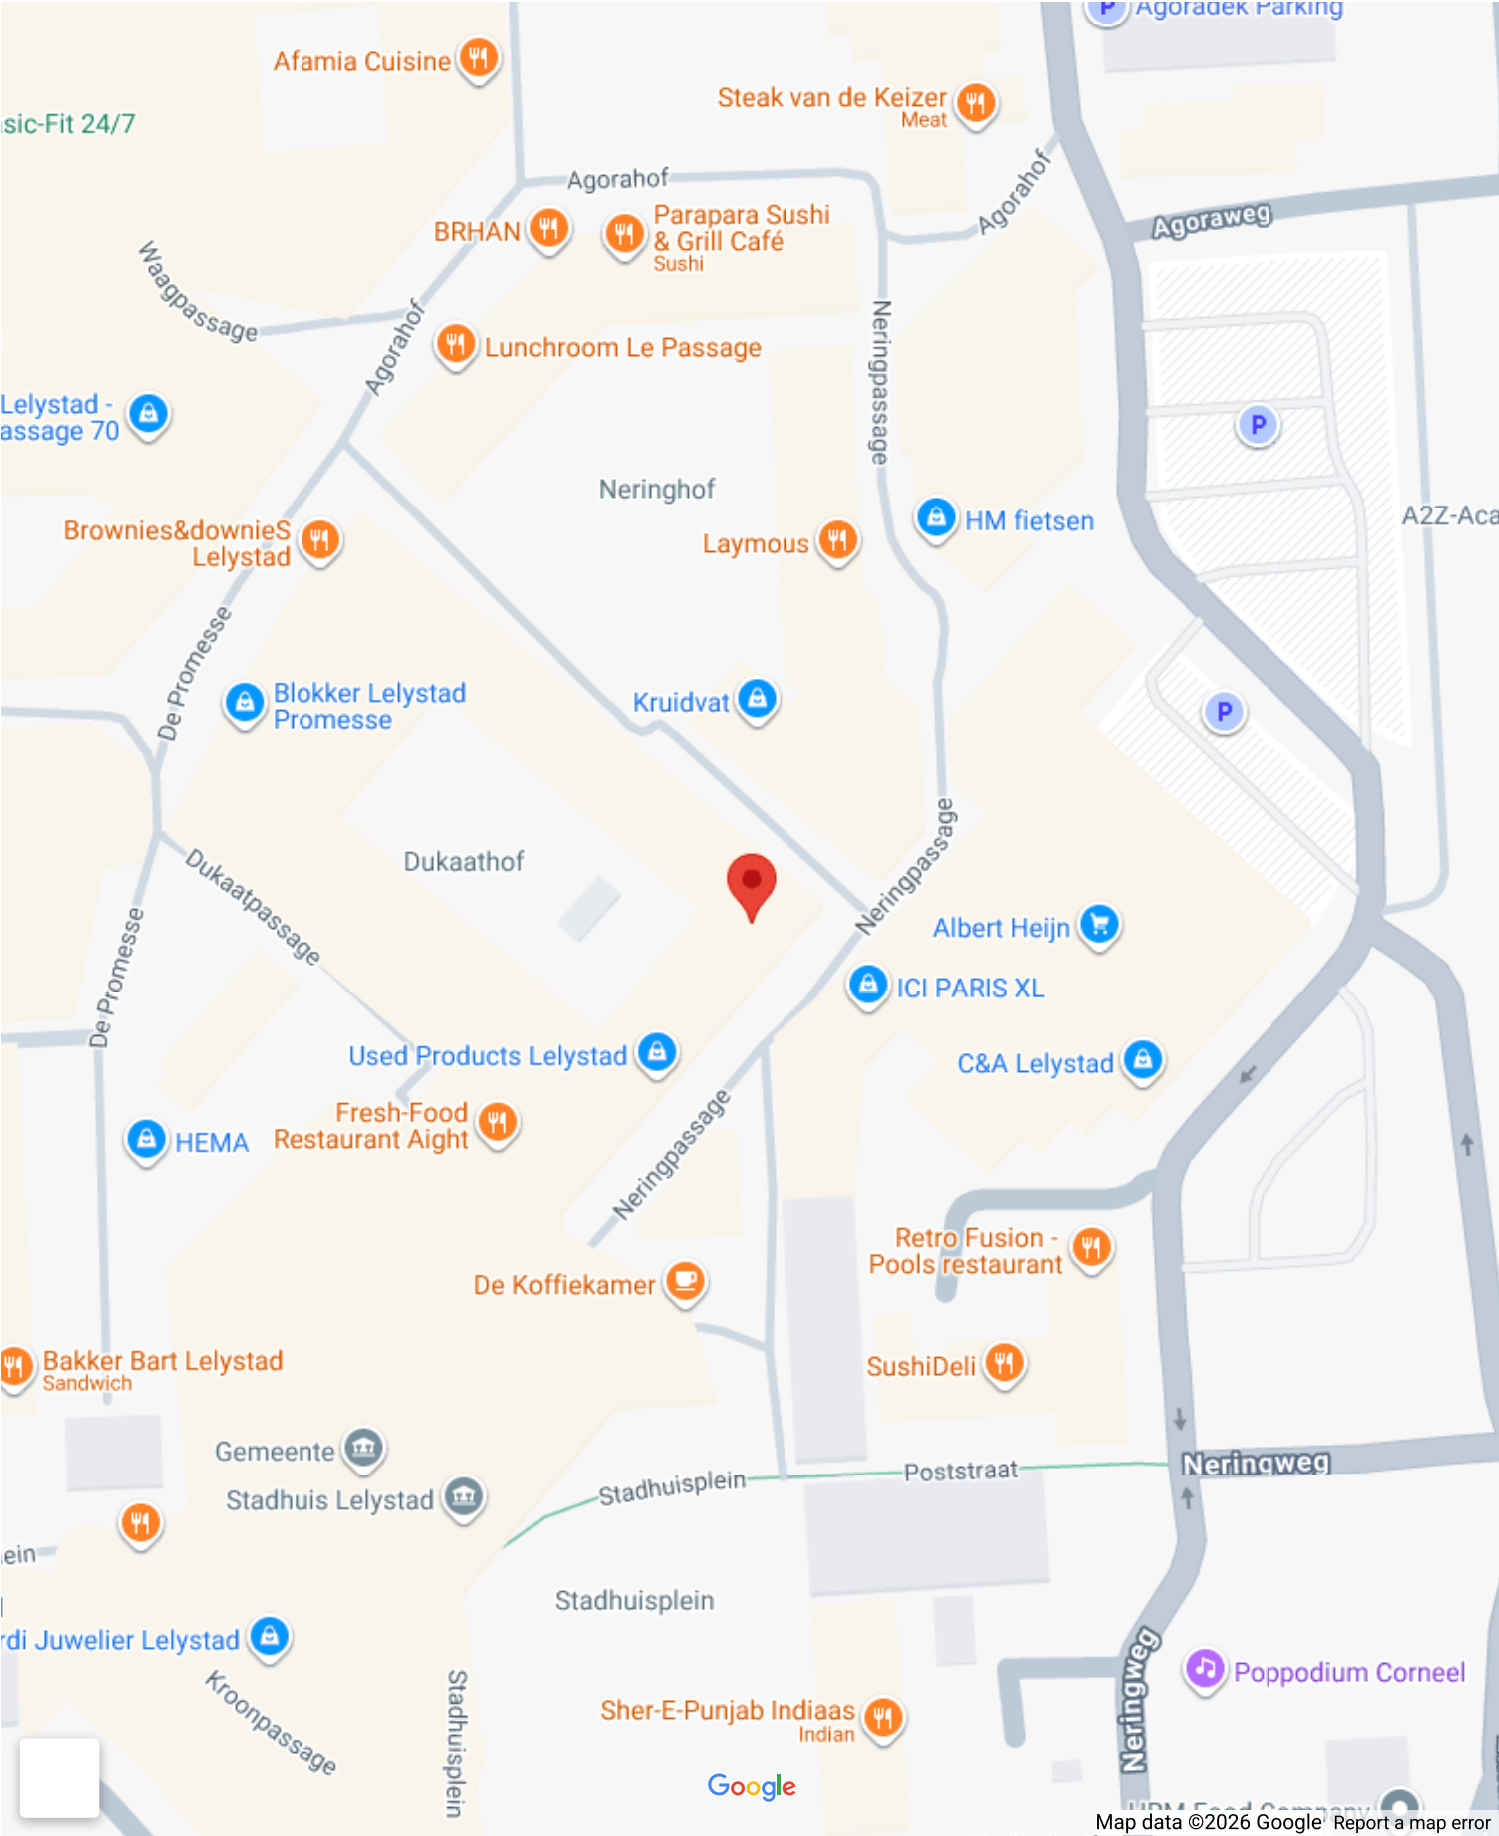 Agoradek Parking
Afamia Cuisine
Steak van de Keizer
Meat
sic-Fit 24/7
Agorahof
Agorahof
Agoraweg
BRHAN
Parapara Sushi
& Grill Café
Sushi
Waagpassage
Agorahof
Neringpassage
Lunchroom Le Passage
Lelystad -
assage 70
P
Neringhof
HM fietsen
A2Z-Aca
Brownies&downieS
Lelystad
Laymous
De Promesse
Blokker Lelystad
Promesse
Kruidvat
P
Dukaathof
Dukaatpassage
Neringpassage
Albert Heijn
De Promesse
ICI PARIS XL
Used Products Lelystad
C&A Lelystad
Fresh-Food
Restaurant Aight
HEMA
Neringpassage
Retro Fusion -
Pools restaurant
De Koffiekamer
Bakker Bart Lelystad
Sandwich
SushiDeli
Gemeente
Stadhuis Lelystad
Stadhuisplein
Poststraat
Neringweg
ein
Stadhuisplein
rdi Juwelier Lelystad
Kroonpassage
Stadhuisplein
Neringweg
Poppodium Corneel
Sher-E-Punjab Indiaas
Indian
Google
Map data ©2026 Google
Report a map error